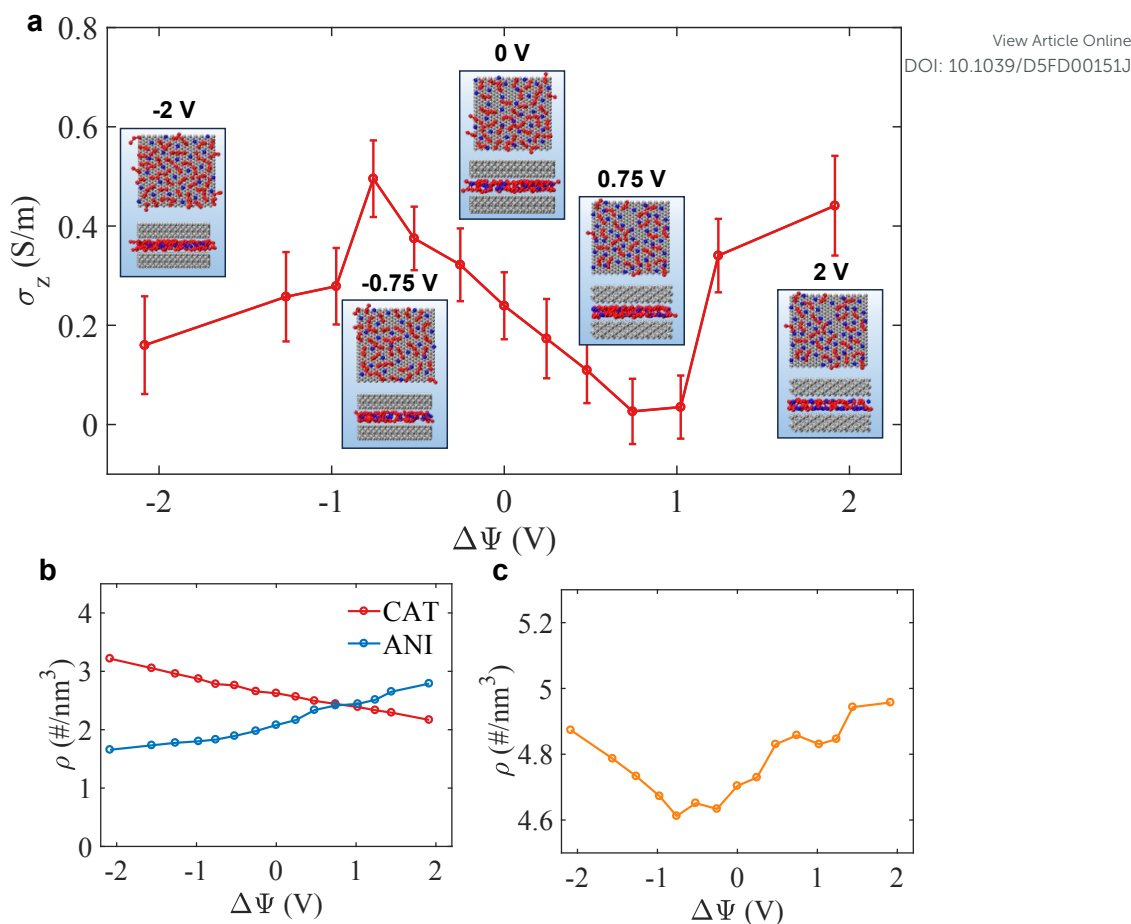 View Article Online
DOI: 10.1039/D5FD00151J
a
0.8
0.6
0.4
0.2
0
σz (S/m)
-2 V
-0.75 V
0 V
0.75 V
2 V
-2 -1 0 1 2
ΔΨ (V)
b
4
3
2
1
0
ρ (#/nm³)
CAT
ANI
-2 -1 0 1 2
ΔΨ (V)
c
5.2
5
4.8
4.6
ρ (#/nm³)
-2 -1 0 1 2
ΔΨ (V)